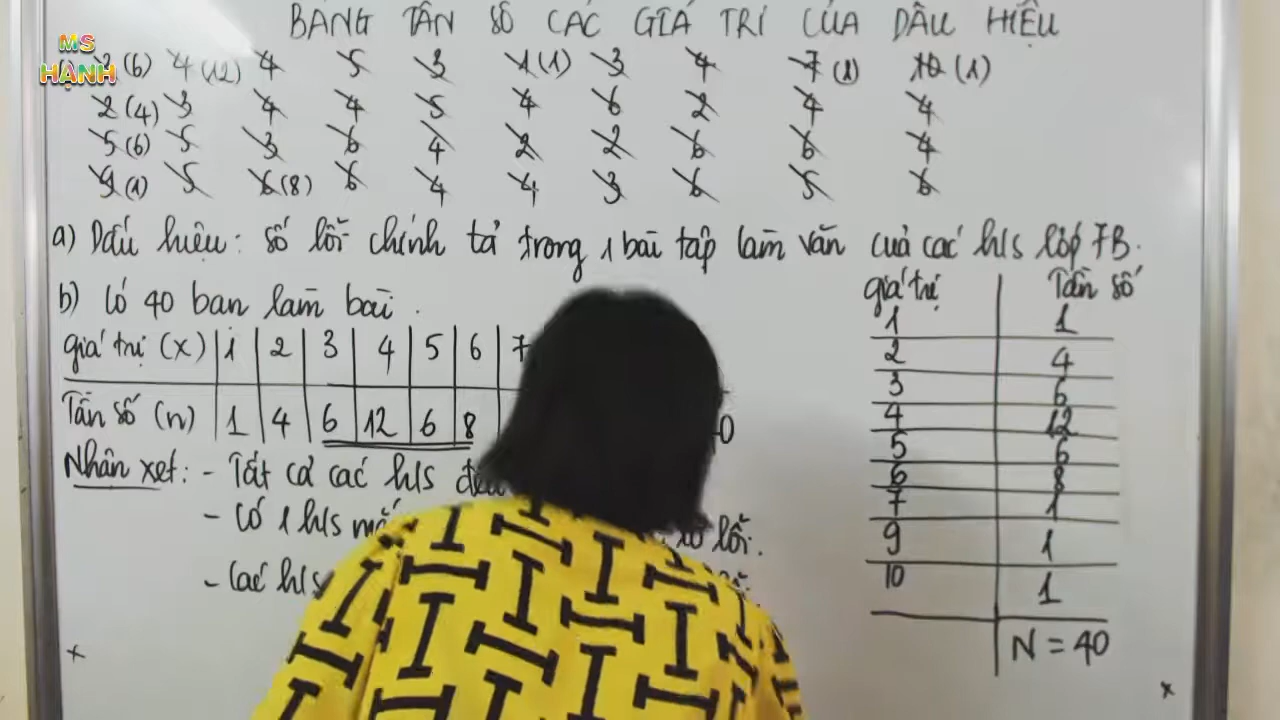 BẢNG TẦN SỐ CÁC GIÁ TRỊ CỦA DẤU HIỆU
MS
HẠNH
3 (6) 4 (12) 4 5 3 1 (1) 3 4 7 (1) 10 (1)
2 (4) 3 4 4 5 4 6 2 4 4
5 (6) 5 3 6 4 2 2 6 6 4
9 (1) 5 6 (8) 6 4 4 3 6 5 6
a) Dấu hiệu: số lỗi chính tả trong 1 bài tập làm văn của các h/s lớp 7B.
b) Có 40 bạn làm bài.
giá trị (x) 1 2 3 4 5 6 7
Tần số (n) 1 4 6 12 6 8 0
Nhận xét: - Tất cả các h/s đều
- Có 1 h/s lỗi.
- Các h/s
giá trị Tần số
1 1
2 4
3 6
4 12
5 6
6 8
7 1
9 1
10 1
N = 40